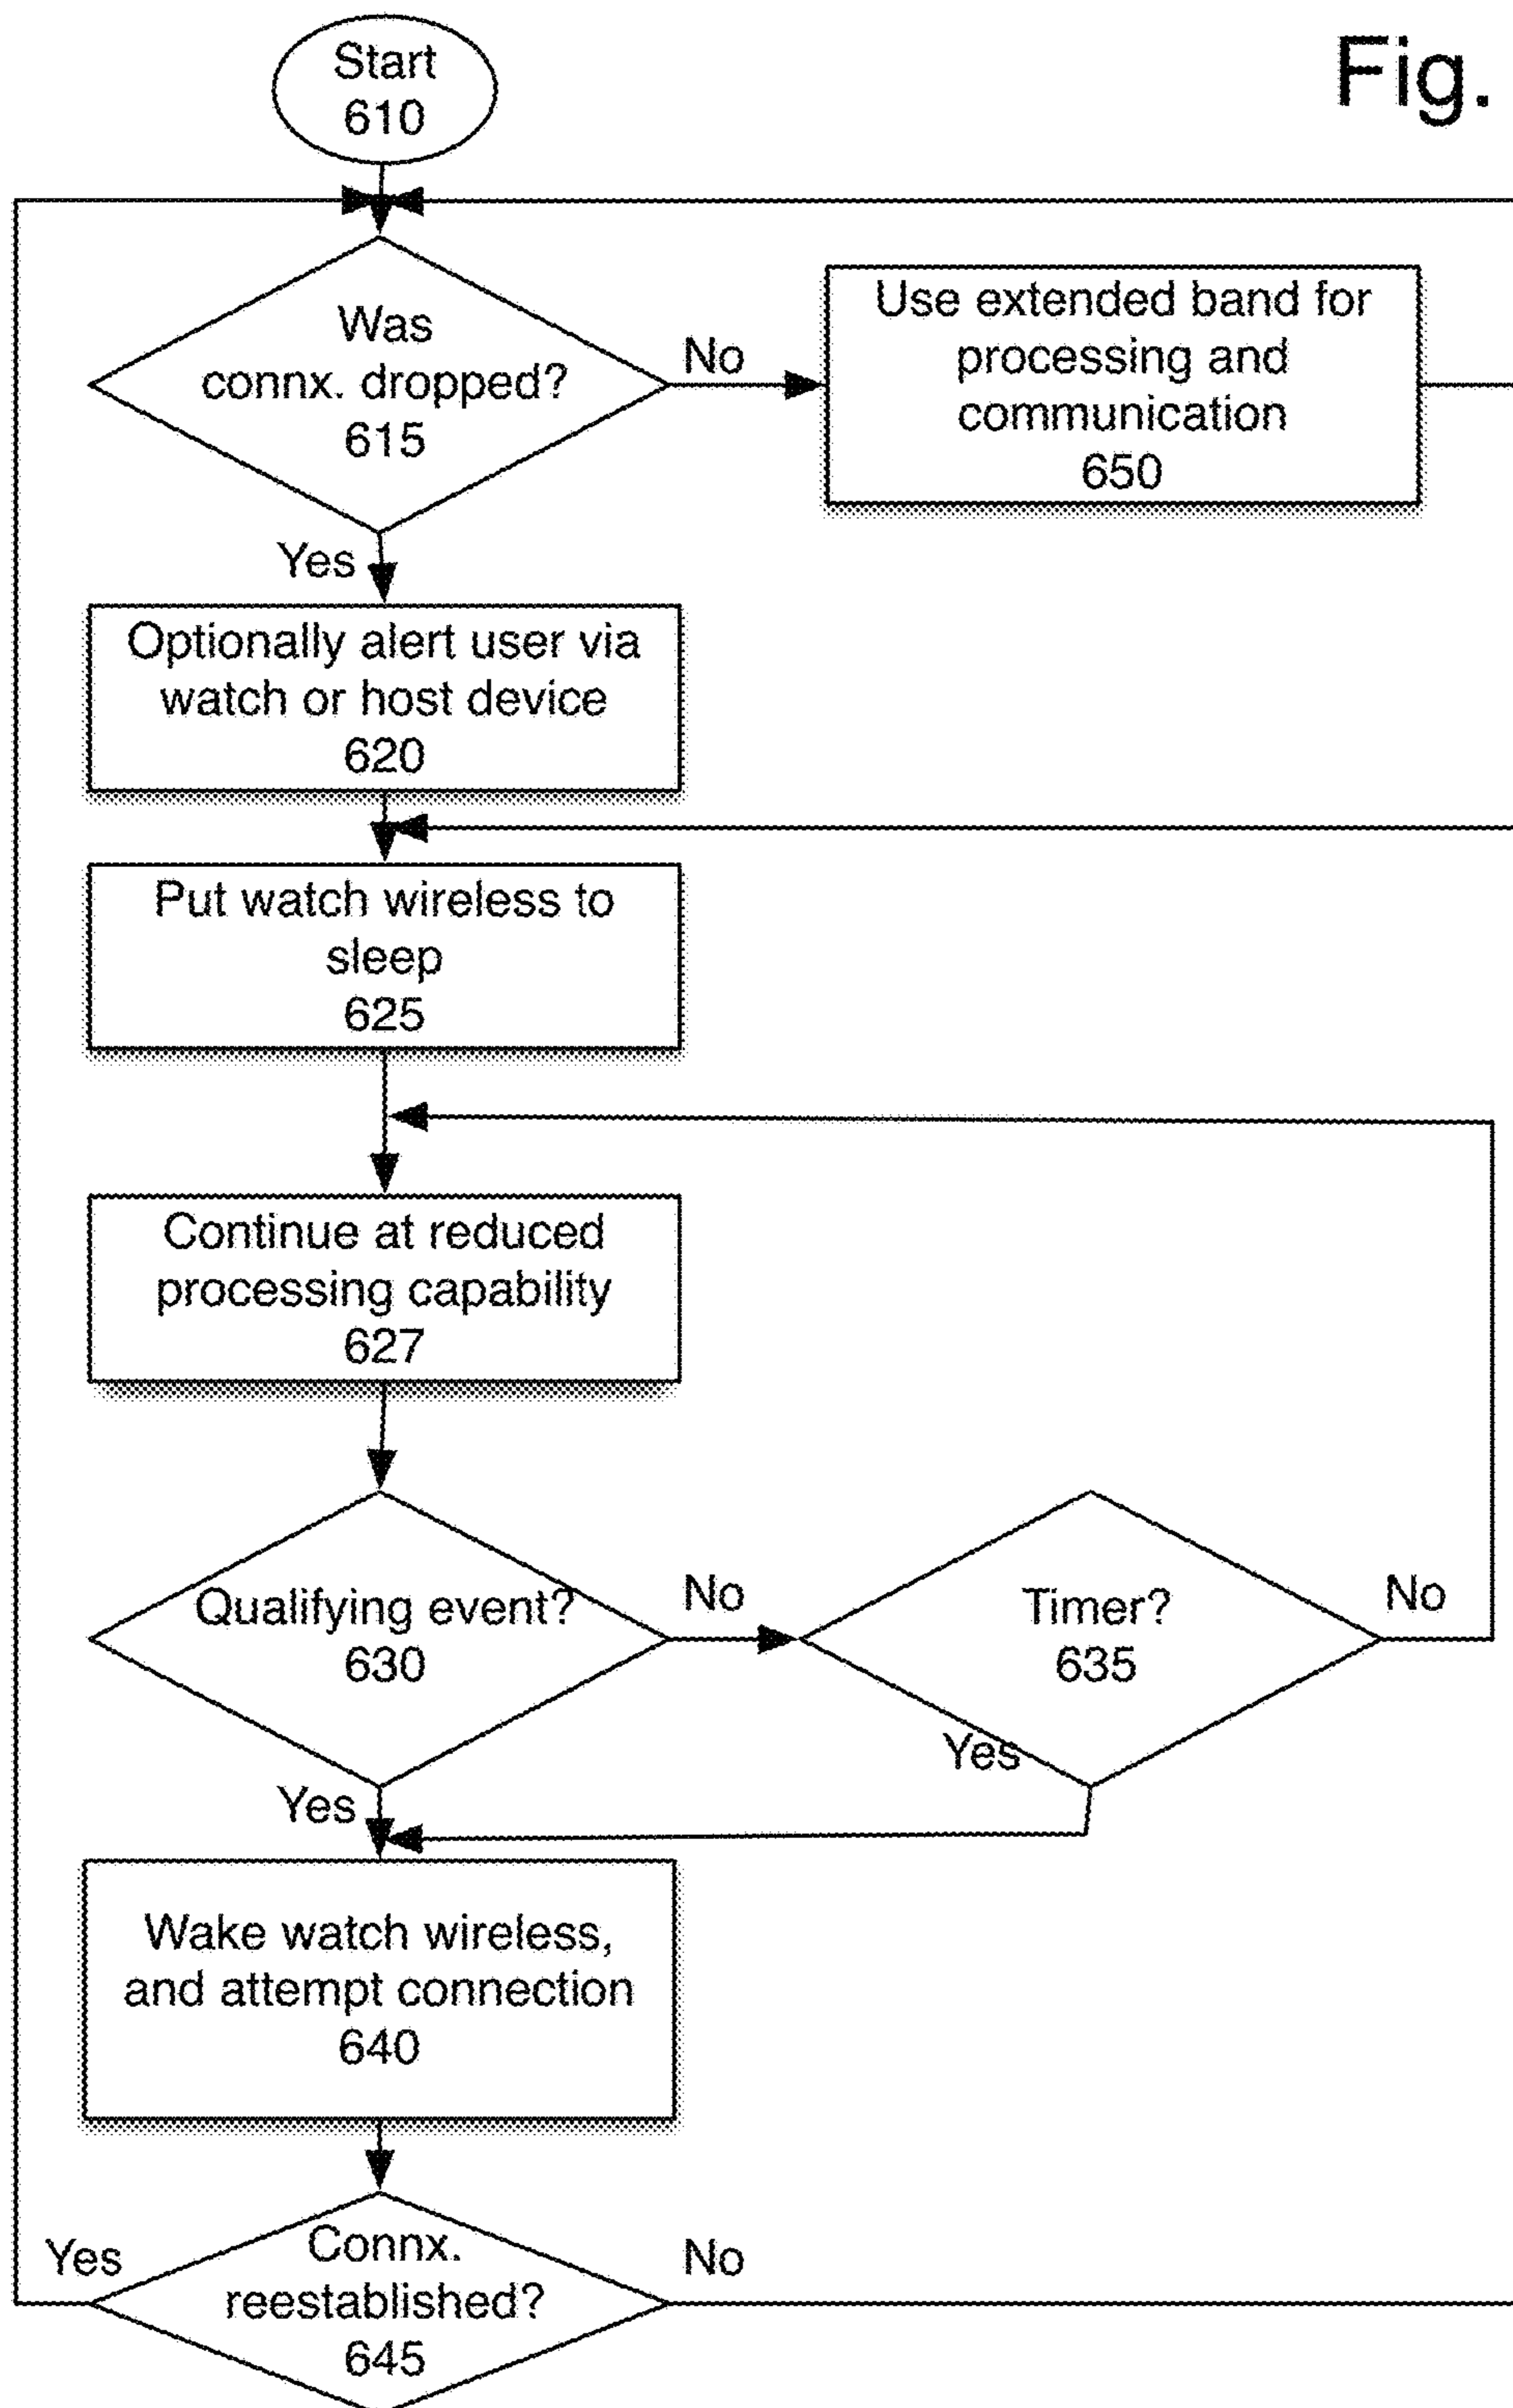 Fig.
Start
610
Was
connx. dropped?
615
No
Use extended band for
processing and
communication
650
Yes
Optionally alert user via
watch or host device
620
Put watch wireless to
sleep
625
Continue at reduced
processing capability
627
Qualifying event?
630
No
Timer?
635
No
Yes
Yes
Wake watch wireless,
and attempt connection
640
Yes
Connx.
reestablished?
645
No